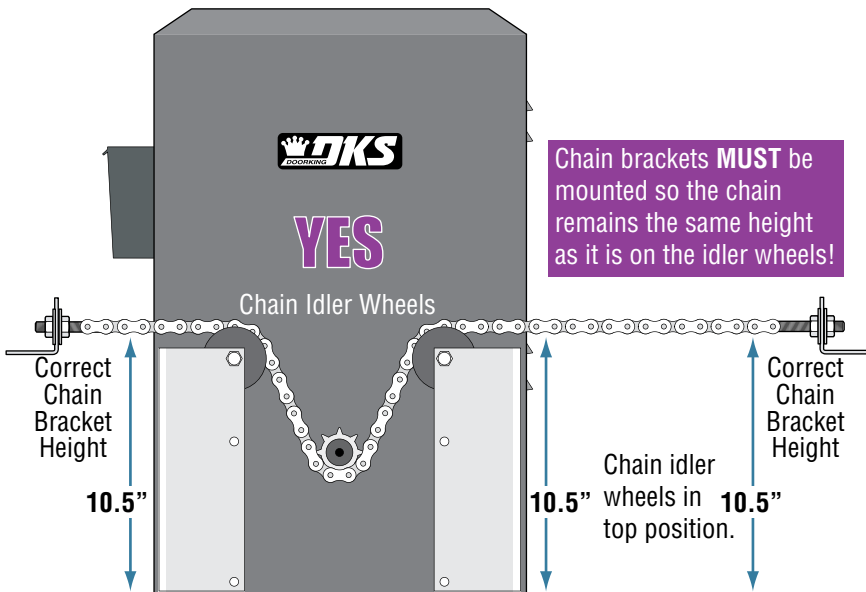 DKS
DOORKING
YES
Chain brackets MUST be
mounted so the chain
remains the same height
as it is on the idler wheels!
Chain Idler Wheels
Correct
Chain
Bracket
Height
10.5”
10.5”
Chain idler
wheels in
top position.
10.5”
Correct
Chain
Bracket
Height